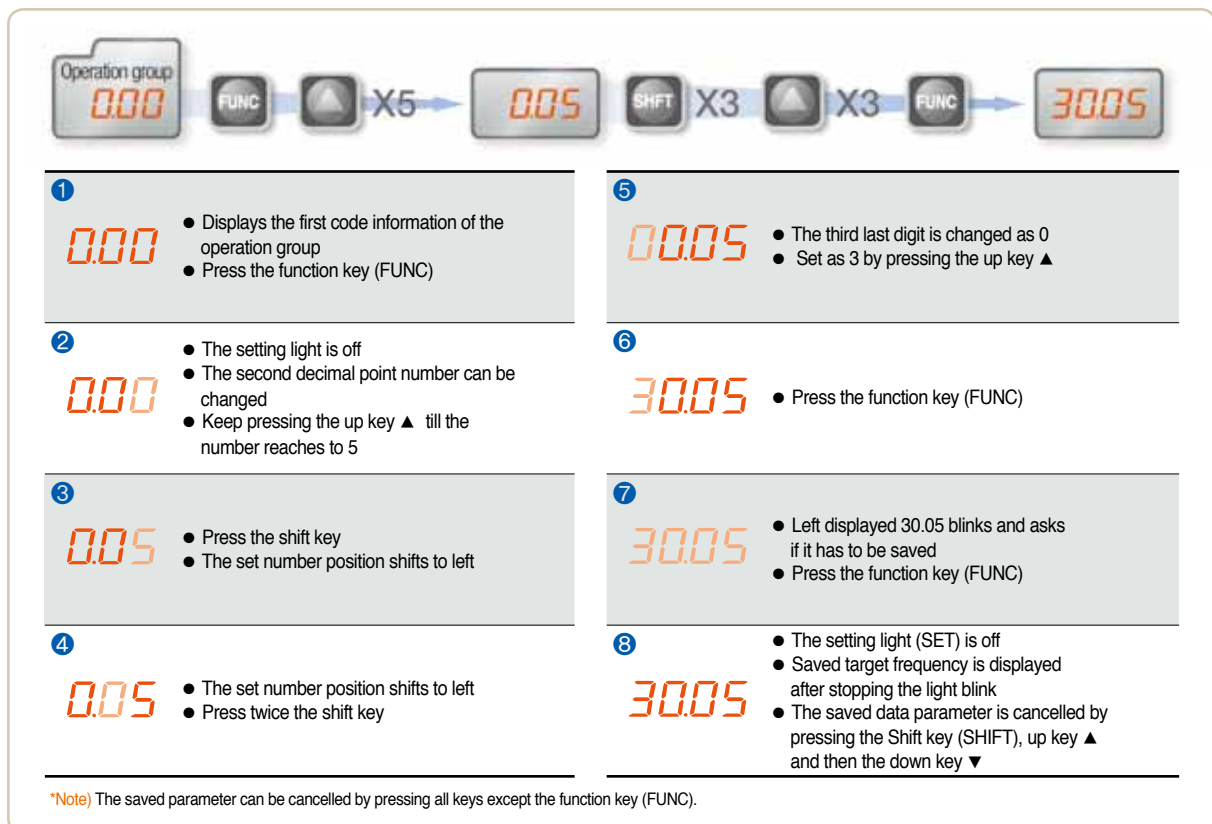 Operation group
0.00 FUNC ▲ X5 0.05 SHFT X3 ▲ X3 FUNC 30.05
1
0.00
● Displays the first code information of the
operation group
● Press the function key (FUNC)
2
0.00
● The setting light is off
● The second decimal point number can be
changed
● Keep pressing the up key ▲ till the
number reaches to 5
3
0.05
● Press the shift key
● The set number position shifts to left
4
0.05
● The set number position shifts to left
● Press twice the shift key
5
00.05
● The third last digit is changed as 0
● Set as 3 by pressing the up key ▲
6
30.05
● Press the function key (FUNC)
7
30.05
● Left displayed 30.05 blinks and asks
if it has to be saved
● Press the function key (FUNC)
8
30.05
● The setting light (SET) is off
● Saved target frequency is displayed
after stopping the light blink
● The saved data parameter is cancelled by
pressing the Shift key (SHIFT), up key ▲
and then the down key ▼
*Note) The saved parameter can be cancelled by pressing all keys except the function key (FUNC).